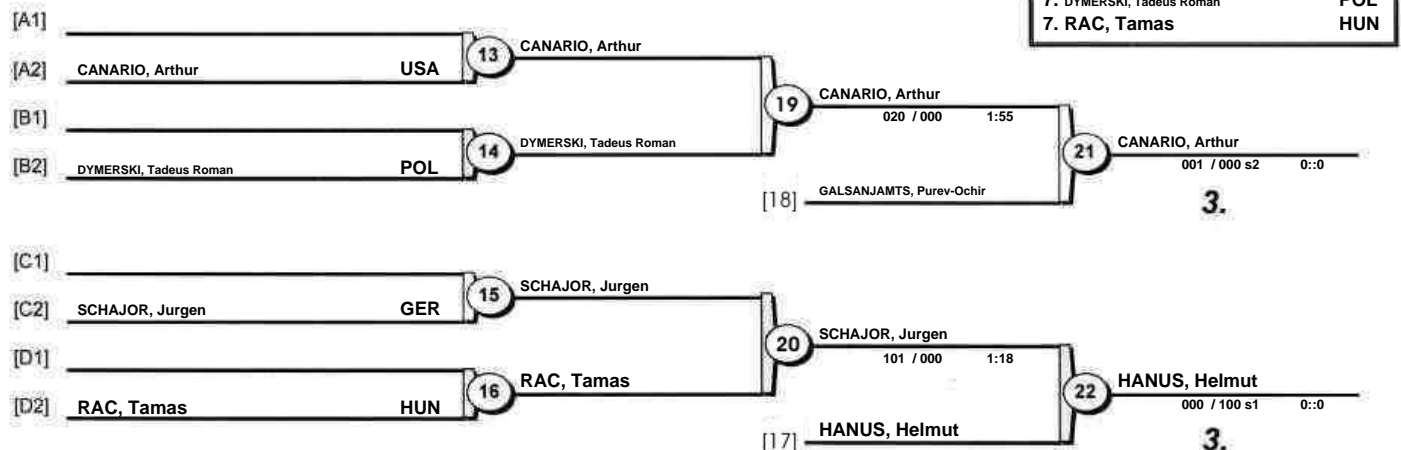 7. DYMERSKI, Tadeus Roman POL
7. RAC, Tamas HUN
[A1]
13 CANARIO, Arthur
[A2] CANARIO, Arthur USA
19 CANARIO, Arthur
020 / 000 1:55
[B1]
14 DYMERSKI, Tadeus Roman
[B2] DYMERSKI, Tadeus Roman POL
21 CANARIO, Arthur
001 / 000 s2 0::0
[18] GALSANJAMTS, Purev-Ochir
3.
[C1]
15 SCHAJOR, Jurgen
[C2] SCHAJOR, Jurgen GER
20 SCHAJOR, Jurgen
101 / 000 1:18
[D1]
16 RAC, Tamas
[D2] RAC, Tamas HUN
22 HANUS, Helmut
000 / 100 s1 0::0
[17] HANUS, Helmut
3.